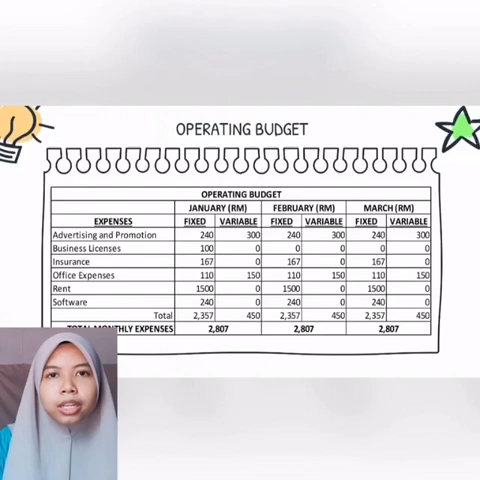 OPERATING BUDGET
OPERATING BUDGET
JANUARY (RM) FEBRUARY (RM) MARCH (RM)
EXPENSES FIXED VARIABLE FIXED VARIABLE FIXED VARIABLE
Advertising and Promotion 240 300 240 300 240 300
Business Licenses 100 0 0 0 0 0
Insurance 167 0 167 0 167 0
Office Expenses 110 150 110 150 110 150
Rent 1500 0 1500 0 1500 0
Software 240 0 240 0 240 0
Total 2,357 450 2,357 450 2,357 450
TOTAL MONTHLY EXPENSES 2,807 2,807 2,807